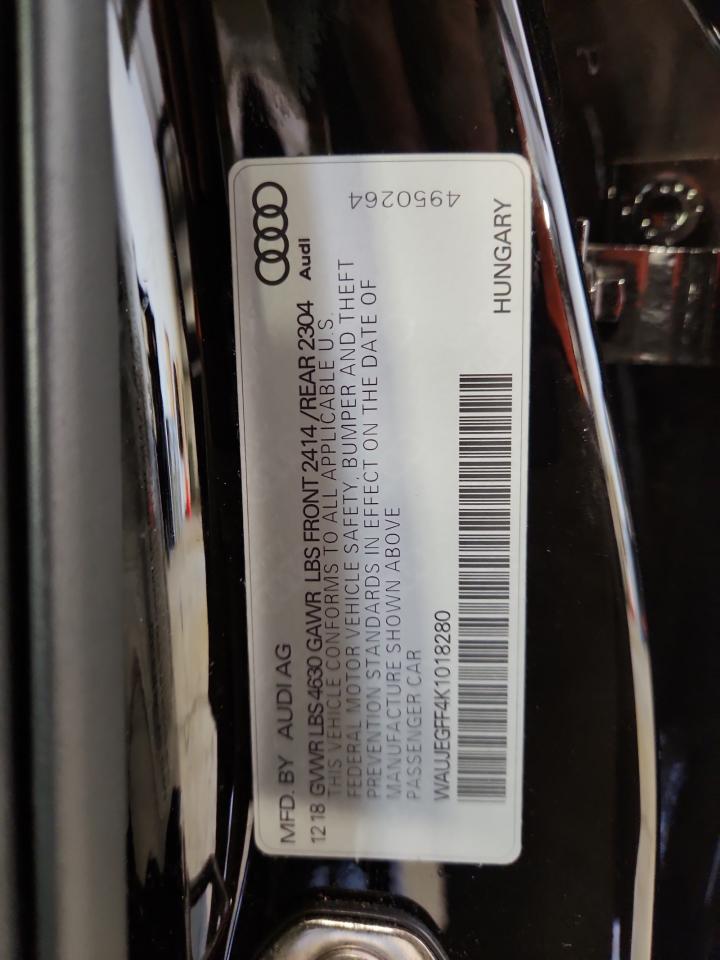 Audi
MFD. BY AUDI AG
12 18 GVWR LBS 4630 GAWR LBS FRONT 2414 / REAR 2304
THIS VEHICLE CONFORMS TO ALL APPLICABLE U.S.
FEDERAL MOTOR VEHICLE SAFETY, BUMPER AND THEFT
PREVENTION STANDARDS IN EFFECT ON THE DATE OF
MANUFACTURE SHOWN ABOVE
PASSENGER CAR
4950264
WAUJEGFF4K1018280
HUNGARY
P